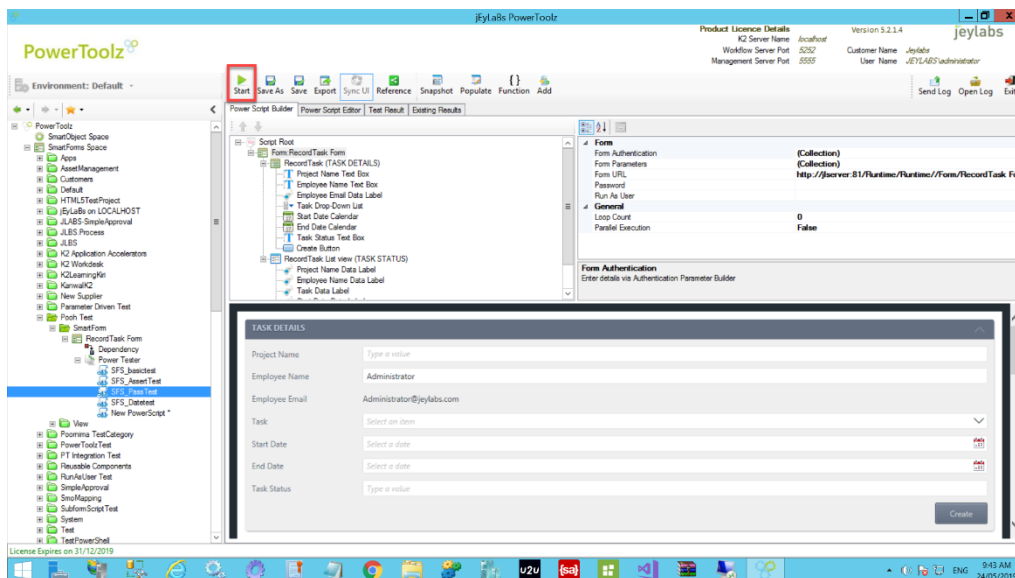 jEyLaBs PowerToolz
PowerToolz
Product Licence Details
K2 Server Name localhost
Workflow Server Port 5252
Management Server Port 5555
Version 5.2.1.4
Customer Name Jeylabs
User Name JEYLABS\administrator
jeylabs
Environment: Default
Start
Save As
Save
Export
Sync UI
Reference
Snapshot
Populate
Function
Add
Send Log
Open Log
Exit
PowerToolz
SmartObject Space
SmartForms Space
Apps
AssetManagement
Customers
Default
HTML5TestProject
jEyLaBs on LOCALHOST
JLABS-SimpleApproval
JLBS.Process
JLBS
K2 Application Accelerators
K2 Workdesk
K2LearningKiri
KanwalK2
New Supplier
Parameter Driven Test
Pooh Test
SmartForm
RecordTask Form
Dependency
Power Tester
SFS_basictest
SFS_AssertTest
SFS_PassTest
SFS_Datetest
New PowerScript *
View
Poornima TestCategory
PowerToolzTest
PT Integration Test
Reusable Components
RunAsUser Test
SimpleApproval
SmoMapping
SubformScriptTest
System
Test
TestPowerShell
Power Script Builder
Power Script Editor
Test Result
Existing Results
Script Root
Form:RecordTask Form
RecordTask (TASK DETAILS)
Project Name Text Box
Employee Name Text Box
Employee Email Data Label
Task Drop-Down List
Start Date Calendar
End Date Calendar
Task Status Text Box
Create Button
RecordTask List view (TASK STATUS)
Project Name Data Label
Employee Name Data Label
Task Data Label
Form
Form Authentication (Collection)
Form Parameters (Collection)
Form URL http://jlserver:81/Runtime/Runtime//Form/RecordTask Fo
Password
Run As User
General
Loop Count 0
Parallel Execution False
Form Authentication
Enter details via Authentication Parameter Builder
TASK DETAILS
Project Name Type a value
Employee Name Administrator
Employee Email Administrator@jeylabs.com
Task Select an item
Start Date Select a date
End Date Select a date
Task Status Type a value
Create
License Expires on 31/12/2019
u2u
{sa}
ENG
9:43 AM
24/05/2019